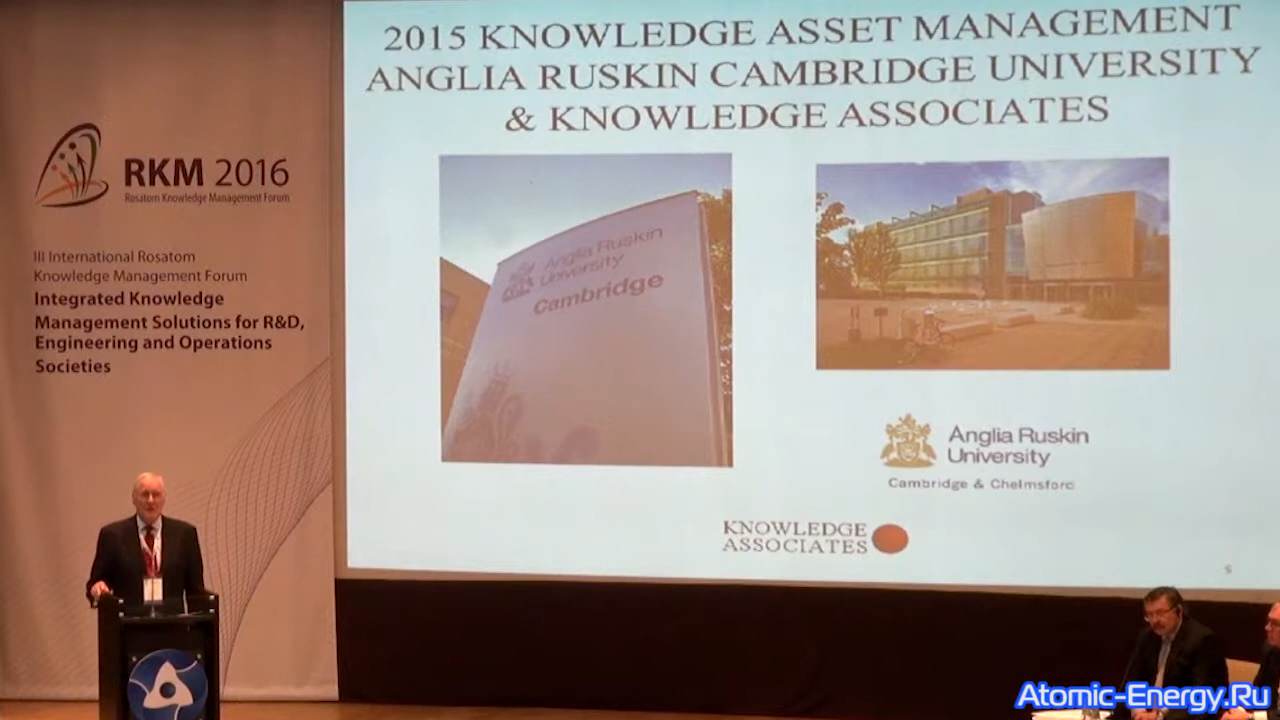 2015 KNOWLEDGE ASSET MANAGEMENT
ANGLIA RUSKIN CAMBRIDGE UNIVERSITY
& KNOWLEDGE ASSOCIATES
RKM 2016
Rosatom Knowledge Management Forum
III International Rosatom
Knowledge Management Forum
Integrated Knowledge
Management Solutions for R&D,
Engineering and Operations
Societies
Anglia Ruskin
University
Cambridge
Anglia Ruskin
University
Cambridge & Chelmsford
KNOWLEDGE
ASSOCIATES
5
Atomic-Energy.Ru